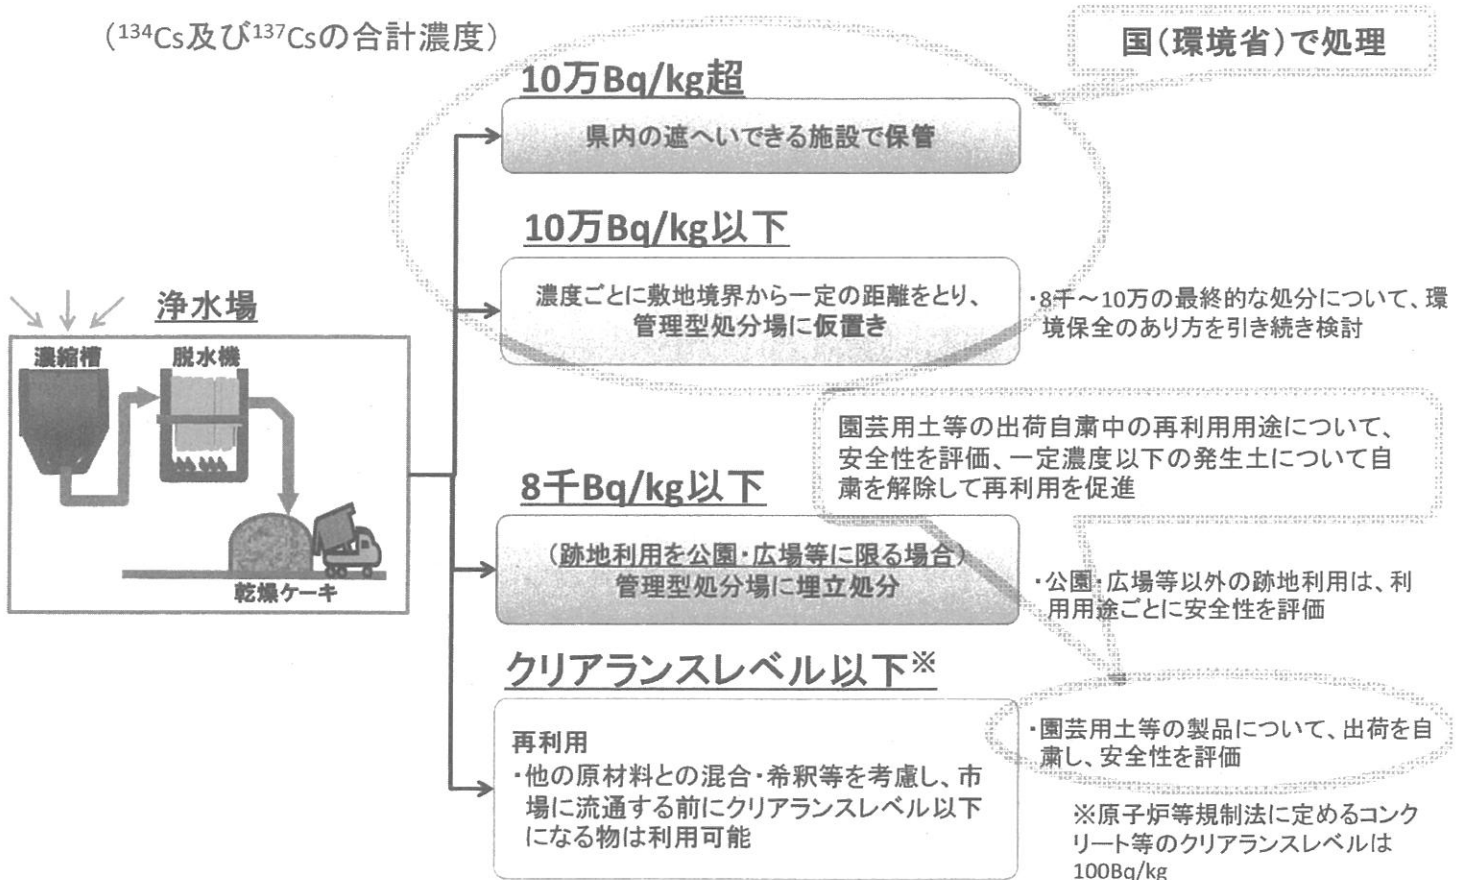 (¹³⁴Cs及び¹³⁷Csの合計濃度)
国(環境省)で処理
10万Bq/kg超
県内の遮へいできる施設で保管
10万Bq/kg以下
濃度ごとに敷地境界から一定の距離をとり、
管理型処分場に仮置き
・8千～10万の最終的な処分について、環
境保全のあり方を引き続き検討
浄水場
濃縮槽
脱水機
乾燥ケーキ
園芸用土等の出荷自粛中の再利用用途について、
安全性を評価、一定濃度以下の発生土について自
粛を解除して再利用を促進
8千Bq/kg以下
(跡地利用を公園・広場等に限る場合)
管理型処分場に埋立処分
・公園・広場等以外の跡地利用は、利
用用途ごとに安全性を評価
クリアランスレベル以下※
再利用
・他の原材料との混合・希釈等を考慮し、市
場に流通する前にクリアランスレベル以下
になる物は利用可能
・園芸用土等の製品について、出荷を自
粛し、安全性を評価
※原子炉等規制法に定めるコンク
リート等のクリアランスレベルは
100Bq/kg